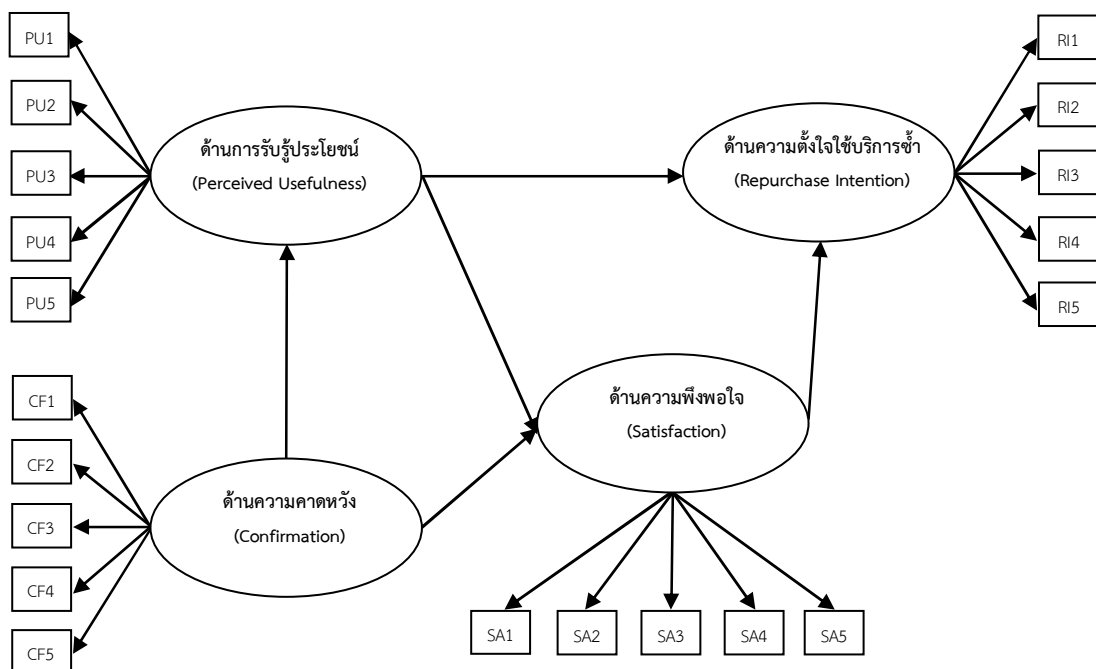 PU1
PU2
PU3
PU4
PU5
ด้านการรับรู้ประโยชน์
(Perceived Usefulness)
ด้านความตั้งใจใช้บริการซ้ำ
(Repurchase Intention)
RI1
RI2
RI3
RI4
RI5
CF1
CF2
CF3
CF4
CF5
ด้านความคาดหวัง
(Confirmation)
ด้านความพึงพอใจ
(Satisfaction)
SA1
SA2
SA3
SA4
SA5